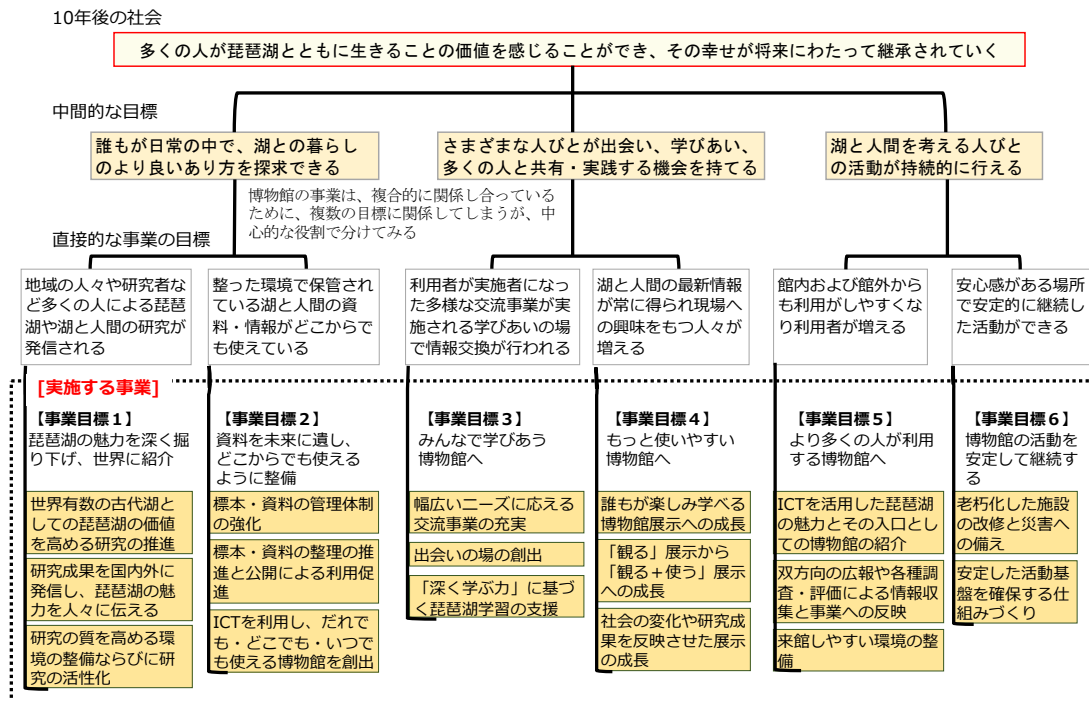 10年後の社会
多くの人が琵琶湖とともに生きることの価値を感じることができ、その幸せが将来にわたって継承されていく
中間的な目標
誰もが日常の中で、湖との暮らし
のより良いあり方を探求できる
さまざまな人びとが出会い、学びあい、
多くの人と共有・実践する機会を持てる
湖と人間を考える人びと
の活動が持続的に行える
博物館の事業は、複合的に関係し合っている
ために、複数の目標に関係してしまうが、中
心的な役割で分けてみる
直接的な事業の目標
地域の人々や研究者な
ど多くの人による琵琶
湖や湖と人間の研究が
発信される
整った環境で保管され
ている湖と人間の資
料・情報がどこからで
も使えている
利用者が実施者になっ
た多様な交流事業が実
施される学びあいの場
で情報交換が行われる
湖と人間の最新情報
が常に得られ現場へ
の興味をもつ人々が
増える
館内および館外から
も利用がしやすくな
り利用者が増える
安心感がある場所
で安定的に継続し
た活動ができる
[実施する事業]
【事業目標１】
琵琶湖の魅力を深く掘
り下げ、世界に紹介
世界有数の古代湖と
しての琵琶湖の価値
を高める研究の推進
研究成果を国内外に
発信し、琵琶湖の魅
力を人々に伝える
研究の質を高める環
境の整備ならびに研
究の活性化
【事業目標２】
資料を未来に遺し、
どこからでも使える
ように整備
標本・資料の管理体制
の強化
標本・資料の整理の推
進と公開による利用促
進
ICTを利用し、だれで
も・どこでも・いつで
も使える博物館を創出
【事業目標３】
みんなで学びあう
博物館へ
幅広いニーズに応える
交流事業の充実
出会いの場の創出
「深く学ぶ力」に基づ
く琵琶湖学習の支援
【事業目標４】
もっと使いやすい
博物館へ
誰もが楽しみ学べる
博物館展示への成長
「観る」展示から
「観る＋使う」展示
への成長
社会の変化や研究成
果を反映させた展示
の成長
【事業目標５】
より多くの人が利用
する博物館へ
ICTを活用した琵琶湖
の魅力とその入口とし
ての博物館の紹介
双方向の広報や各種調
査・評価による情報収
集と事業への反映
来館しやすい環境の整
備
【事業目標６】
博物館の活動を
安定して継続す
る
老朽化した施設
の改修と災害へ
の備え
安定した活動基
盤を確保する仕
組みづくり